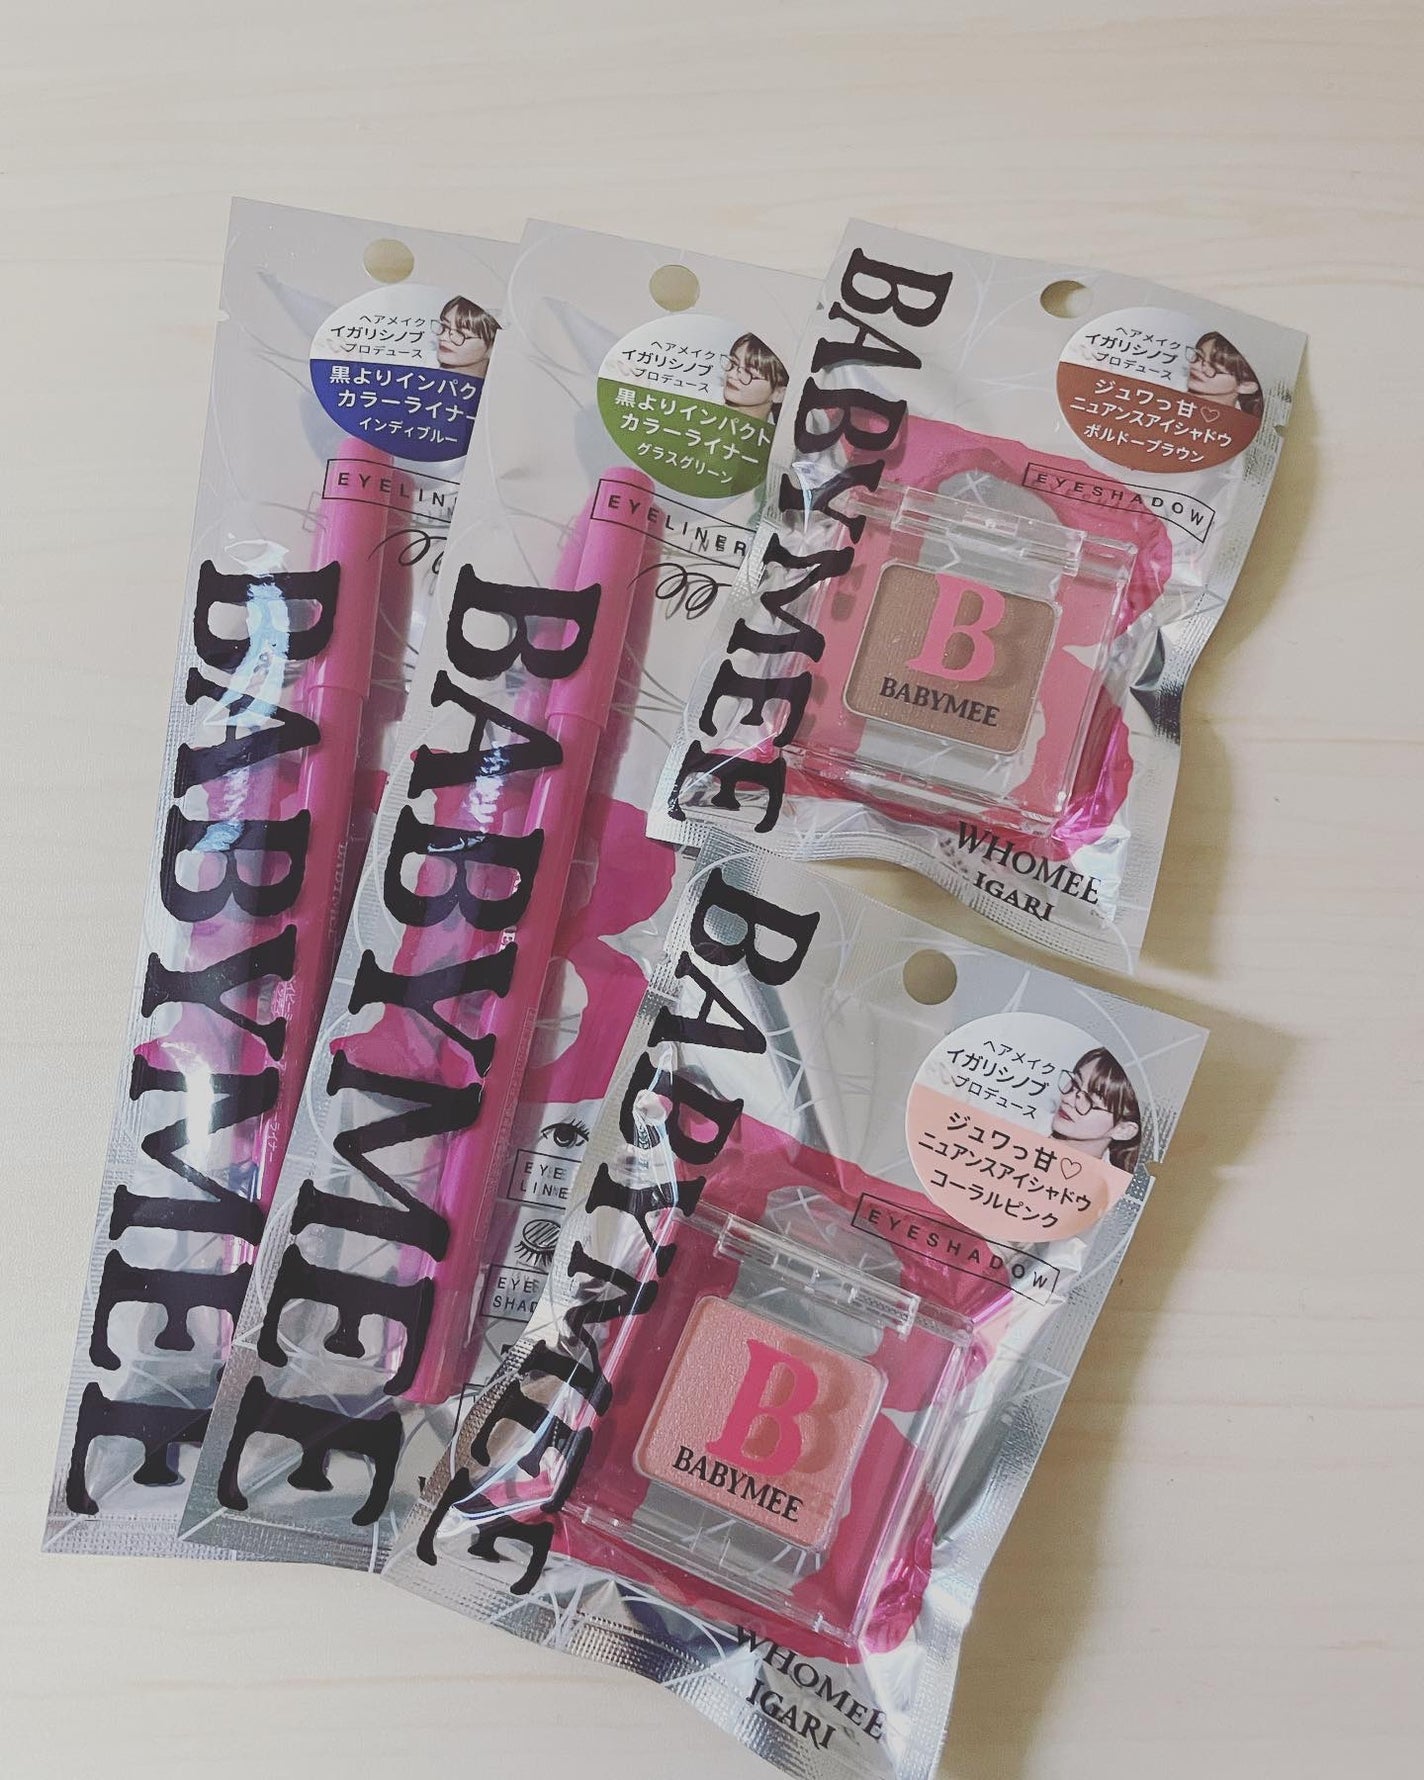 ヘアメイク
イガリシノブ
プロデュース
黒よりインパク
カラーライナー
インディブルー
EYELIN
BABYMEE
ヘアメイク
イガリシノブ
プロデュース
黒よりインパクト
カラーライナー
グラスグリーン
EYELINER
BABYMEE
EYE
LINE
EYE
SHAD
ヘアメイク
イガリシノブ
プロデュース
ジュワっ甘♡
ニュアンスアイシャドウ
ボルドーブラウン
EYESHADOW
BABYMEE
B
BABYMEE
WHOMEE
IGARI
ヘアメイク
イガリシノブ
プロデュース
ジュワっ甘♡
ニュアンスアイシャドウ
コーラルピンク
EYESHADOW
BABYMEE
B
BABYMEE
WHOMEE
IGARI